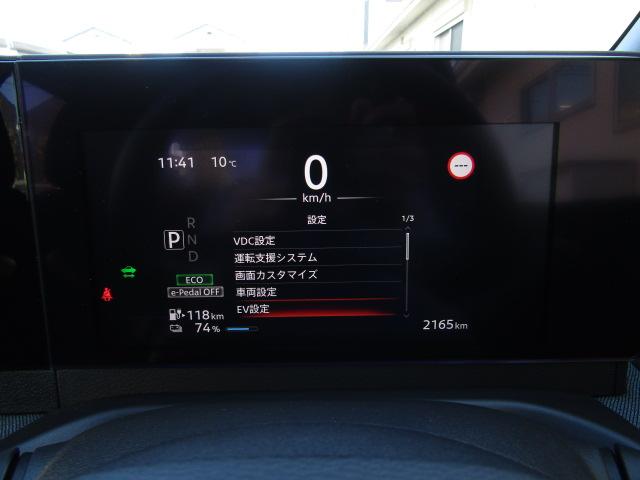 11:41 10℃
0
km/h
---
設定 1/3
R
P N
D
VDC設定
運転支援システム
画面カスタマイズ
車両設定
EV設定
ECO
e-Pedal OFF
118km
74%
2165km